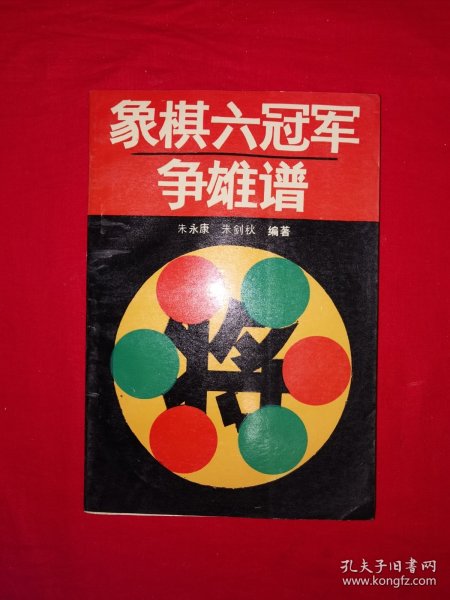 象棋六冠军
争雄谱
朱永康 朱剑秋 编著
将
孔夫子旧书网
www.kongfz.com